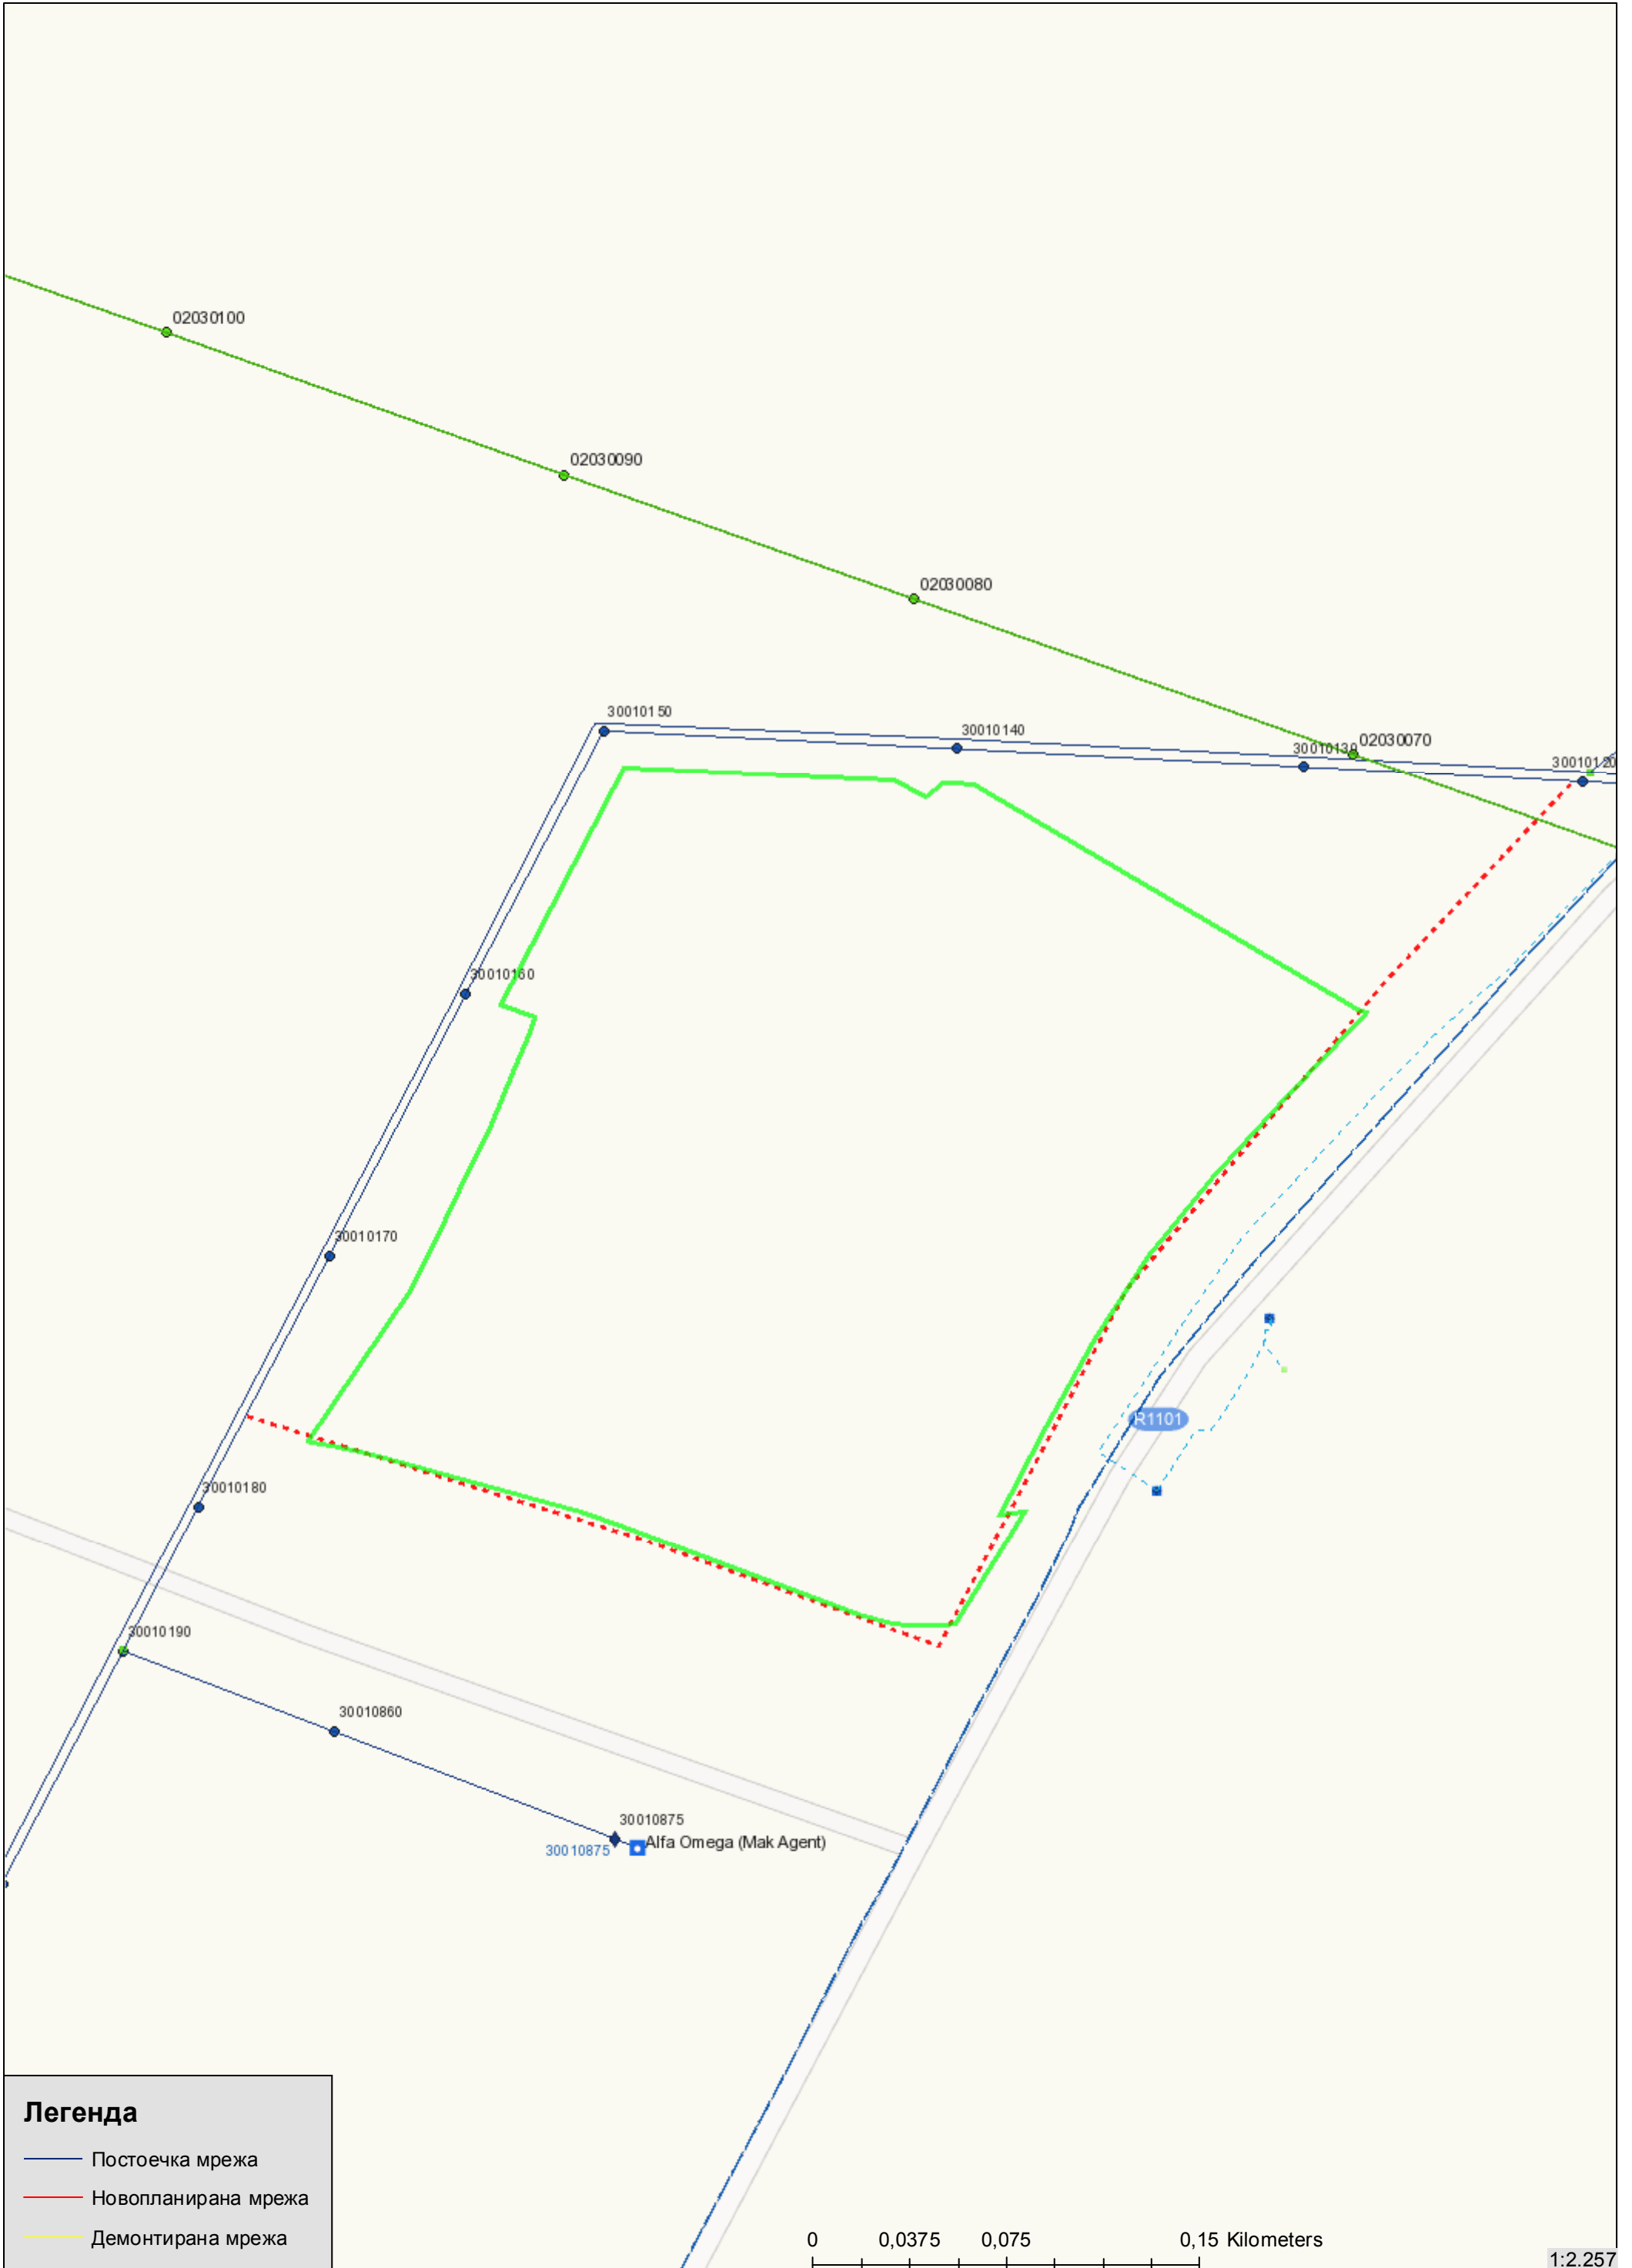 02030100
02030090
02030080
30010150
30010140
02030070
30010130
30010120
30010160
30010170
R1101
30010180
30010190
30010860
30010875
Alfa Omega (Mak Agent)
30010875
Легенда
Постоечка мрежа
Новопланирана мрежа
Демонтирана мрежа
0 0,0375 0,075 0,15 Kilometers
1:2.257